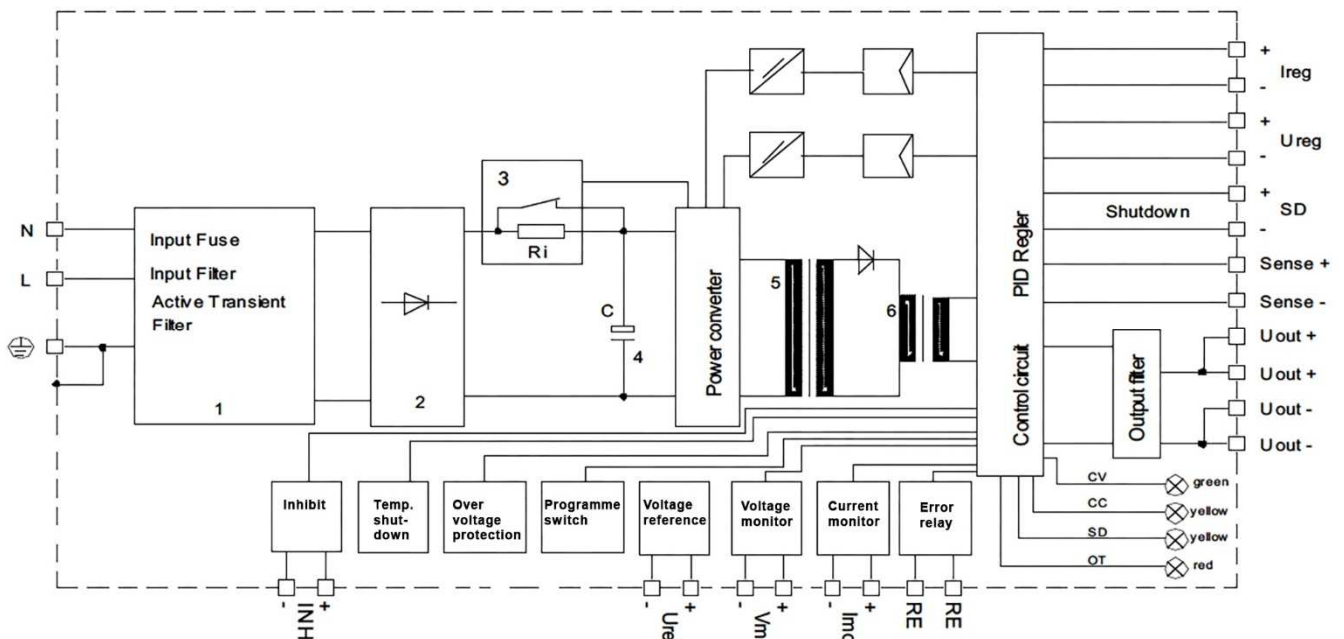 +
Ireg
-
+
Ureg
-
+
Shutdown
SD
-
Sense +
Sense -
Uout +
Uout +
Uout -
Uout -
N
L
Input Fuse
Input Filter
Active Transient
Filter
1
2
3
Ri
C
4
Power converter
5
6
PID Regler
Control circuit
Output filter
CV
green
CC
yellow
SD
yellow
OT
red
Inhibit
Temp.
shut-
down
Over
voltage
protection
Programme
switch
Voltage
reference
Voltage
monitor
Current
monitor
Error
relay
-
+
INH
-
+
Ure
-
+
Vm
-
+
Imo
RE
RE